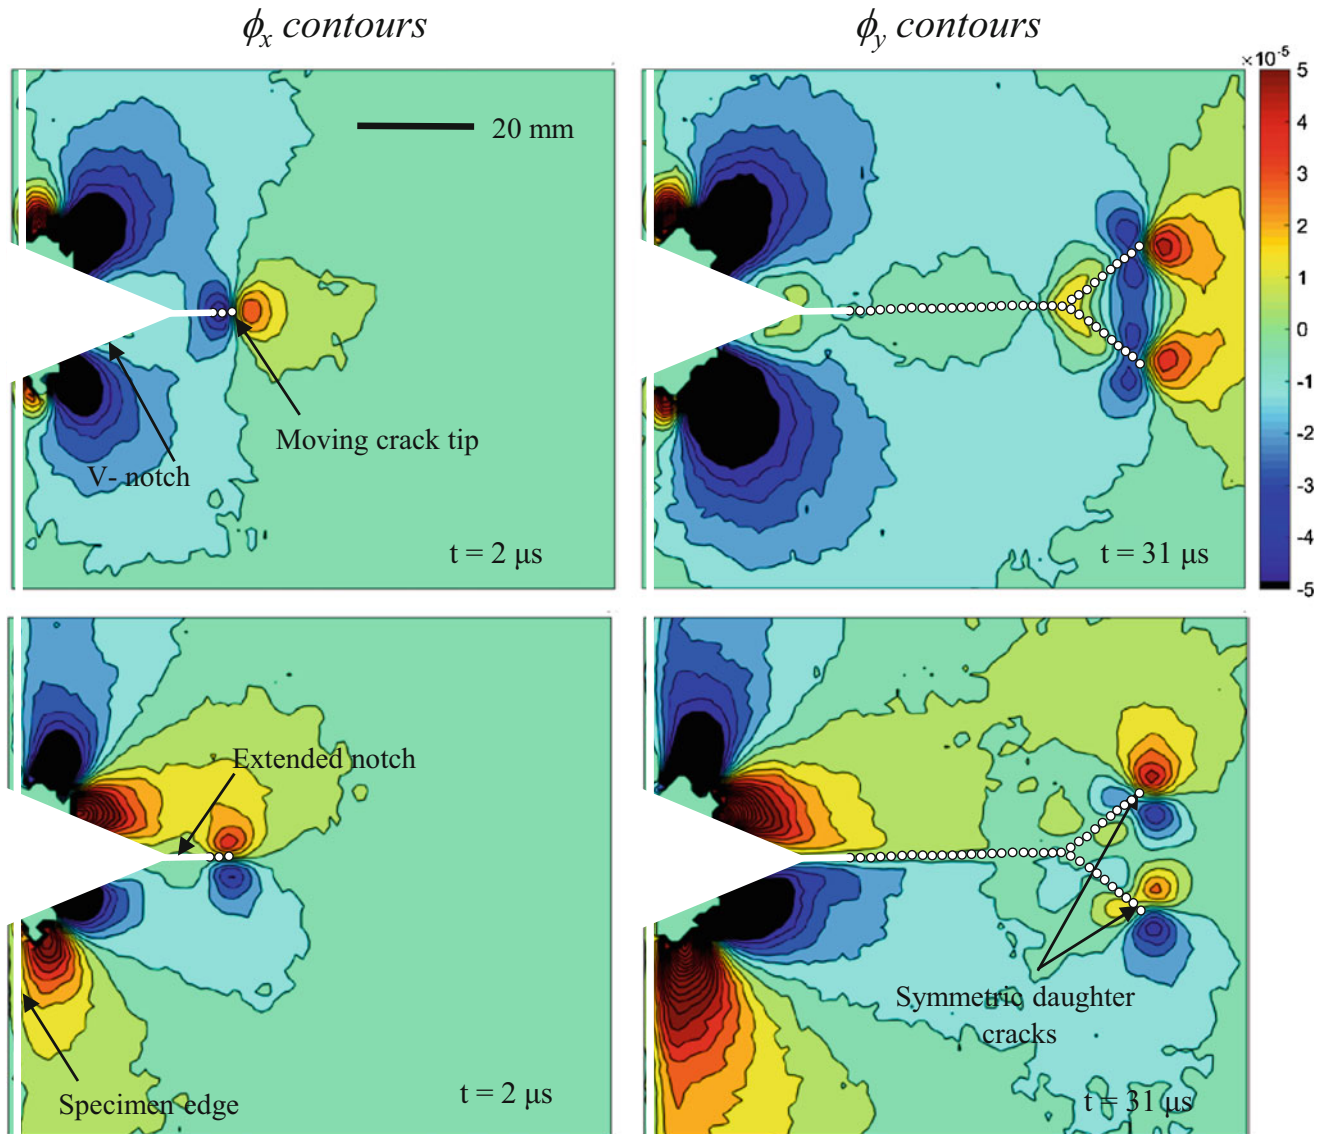 ϕx contours
ϕy contours
×10⁻⁵
5
4
3
2
1
0
-1
-2
-3
-4
-5
20 mm
Moving crack tip
V- notch
t = 2 μs
t = 31 μs
Extended notch
Specimen edge
t = 2 μs
Symmetric daughter
cracks
t = 31 μs